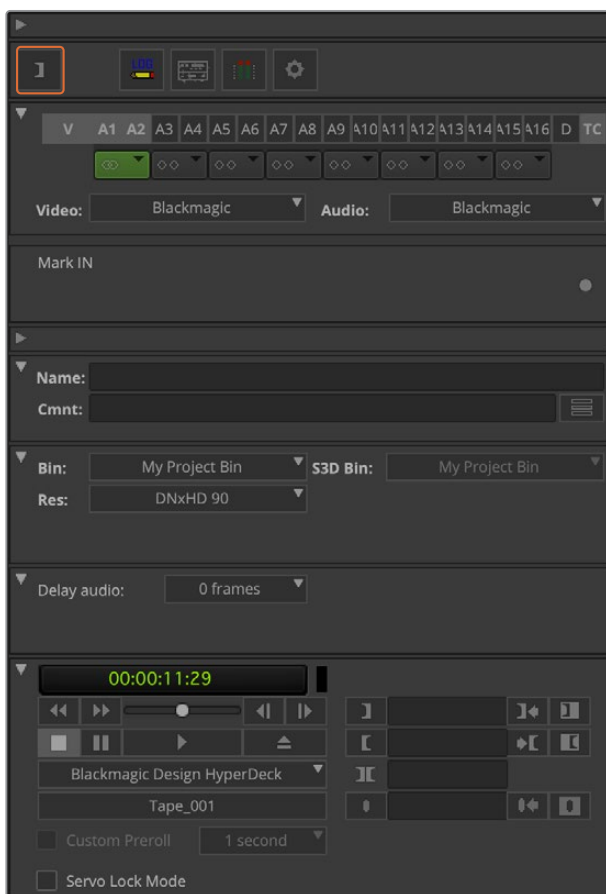 LOG
V A1 A2 A3 A4 A5 A6 A7 A8 A9 A10 A11 A12 A13 A14 A15 A16 D TC
Video: Blackmagic Audio: Blackmagic
Mark IN
Name:
Cmnt:
Bin: My Project Bin S3D Bin: My Project Bin
Res: DNxHD 90
Delay audio: 0 frames
00:00:11:29
Blackmagic Design HyperDeck
Tape_001
Custom Preroll 1 second
Servo Lock Mode